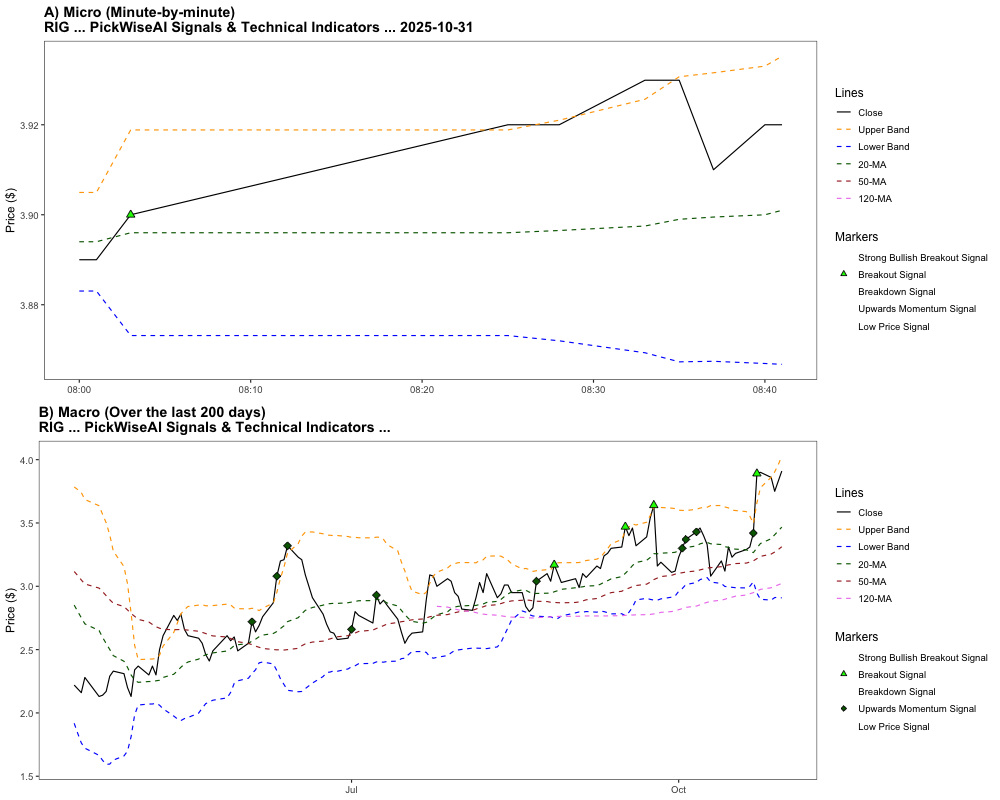 A) Micro (Minute-by-minute)
RIG ... PickWiseAI Signals & Technical Indicators ... 2025-10-31
Price ($)
3.92
3.90
3.88
08:00
08:10
08:20
08:30
08:40
Lines
Close
Upper Band
Lower Band
20-MA
50-MA
120-MA
Markers
Strong Bullish Breakout Signal
Breakout Signal
Breakdown Signal
Upwards Momentum Signal
Low Price Signal
B) Macro (Over the last 200 days)
RIG ... PickWiseAI Signals & Technical Indicators ...
Price ($)
4.0
3.5
3.0
2.5
2.0
1.5
Jul
Oct
Lines
Close
Upper Band
Lower Band
20-MA
50-MA
120-MA
Markers
Strong Bullish Breakout Signal
Breakout Signal
Breakdown Signal
Upwards Momentum Signal
Low Price Signal